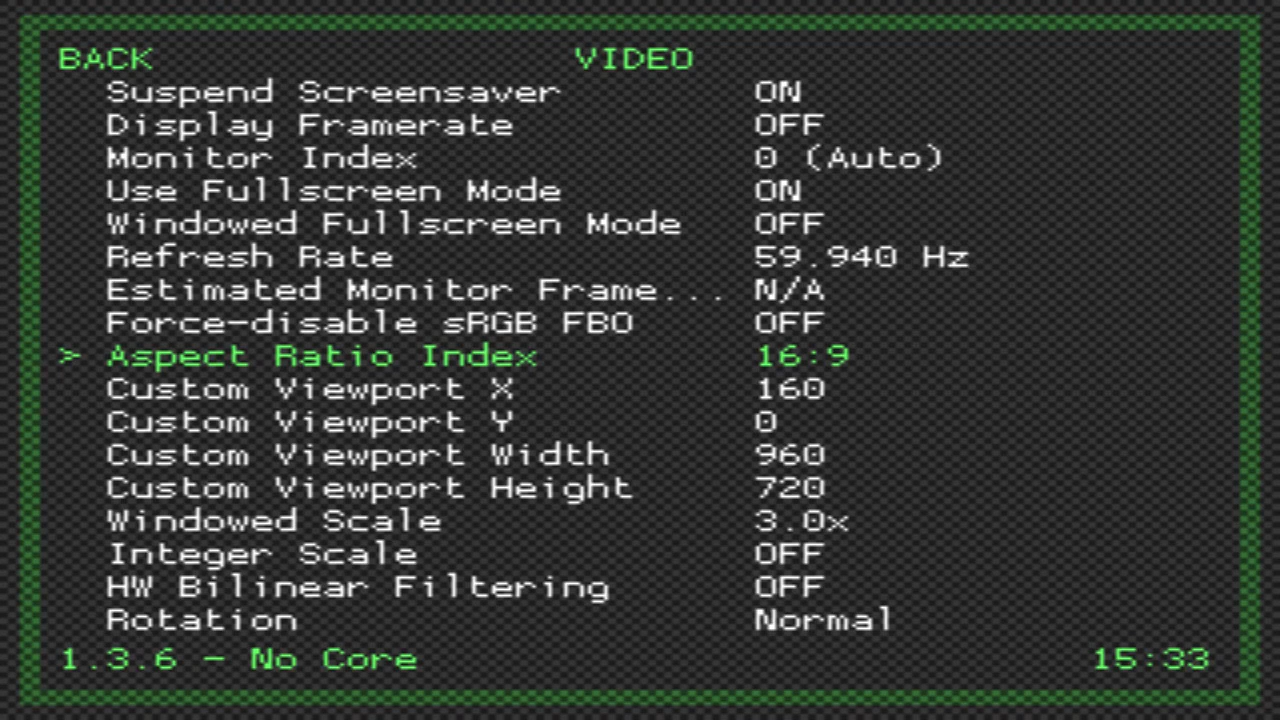 BACK VIDEO
Suspend Screensaver ON
Display Framerate OFF
Monitor Index 0 (Auto)
Use Fullscreen Mode ON
Windowed Fullscreen Mode OFF
Refresh Rate 59.940 Hz
Estimated Monitor Frame... N/A
Force-disable sRGB FBO OFF
> Aspect Ratio Index 16:9
Custom Viewport X 160
Custom Viewport Y 0
Custom Viewport Width 960
Custom Viewport Height 720
Windowed Scale 3.0x
Integer Scale OFF
HW Bilinear Filtering OFF
Rotation Normal
1.3.6 - No Core 15:33